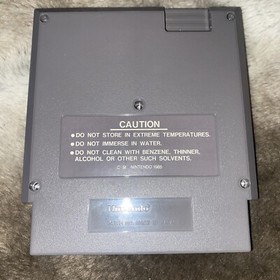 CAUTION
● DO NOT STORE IN EXTREME TEMPERATURES.
● DO NOT IMMERSE IN WATER.
● DO NOT CLEAN WITH BENZENE, THINNER,
ALCOHOL OR OTHER SUCH SOLVENTS.
NINTENDO 1985